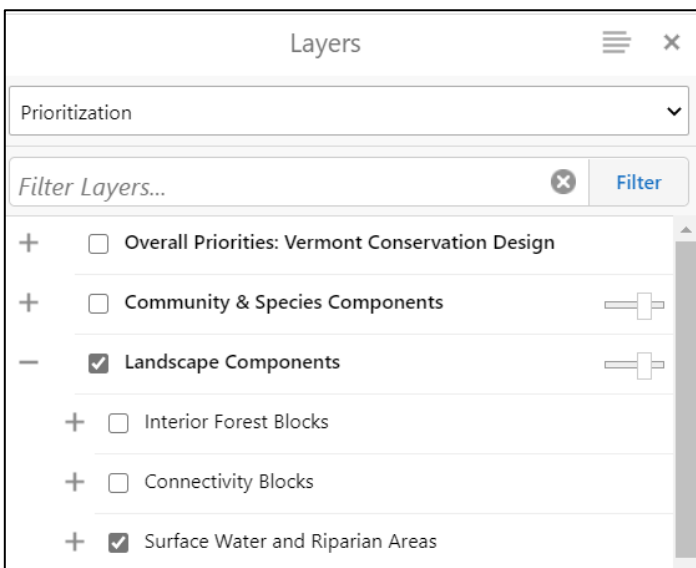 Layers
Prioritization
Filter Layers...
Filter
Overall Priorities: Vermont Conservation Design
Community & Species Components
Landscape Components
Interior Forest Blocks
Connectivity Blocks
Surface Water and Riparian Areas